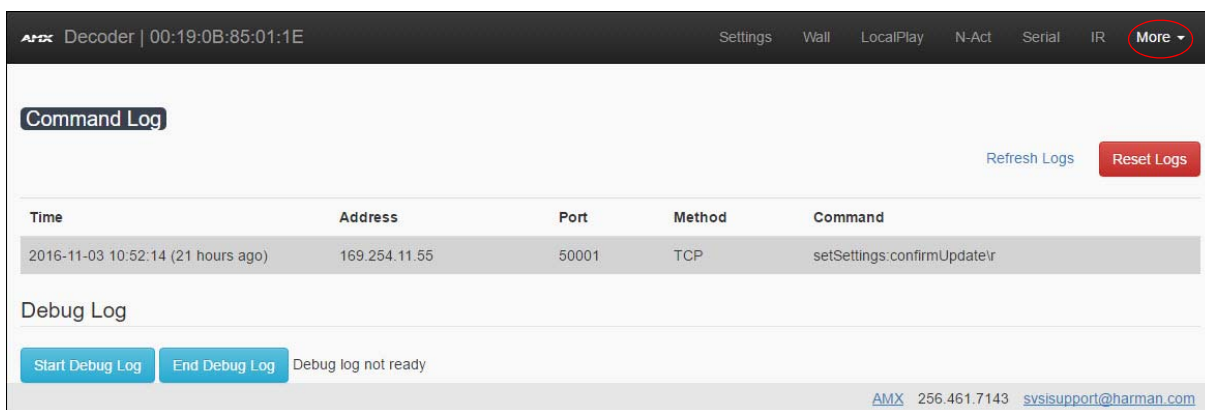 AMX Decoder | 00:19:0B:85:01:1E Settings Wall LocalPlay N-Act Serial IR More
Command Log
Refresh Logs Reset Logs
Time Address Port Method Command
2016-11-03 10:52:14 (21 hours ago) 169.254.11.55 50001 TCP setSettings:confirmUpdate\r
Debug Log
Start Debug Log End Debug Log Debug log not ready
AMX 256.461.7143 svsisupport@harman.com